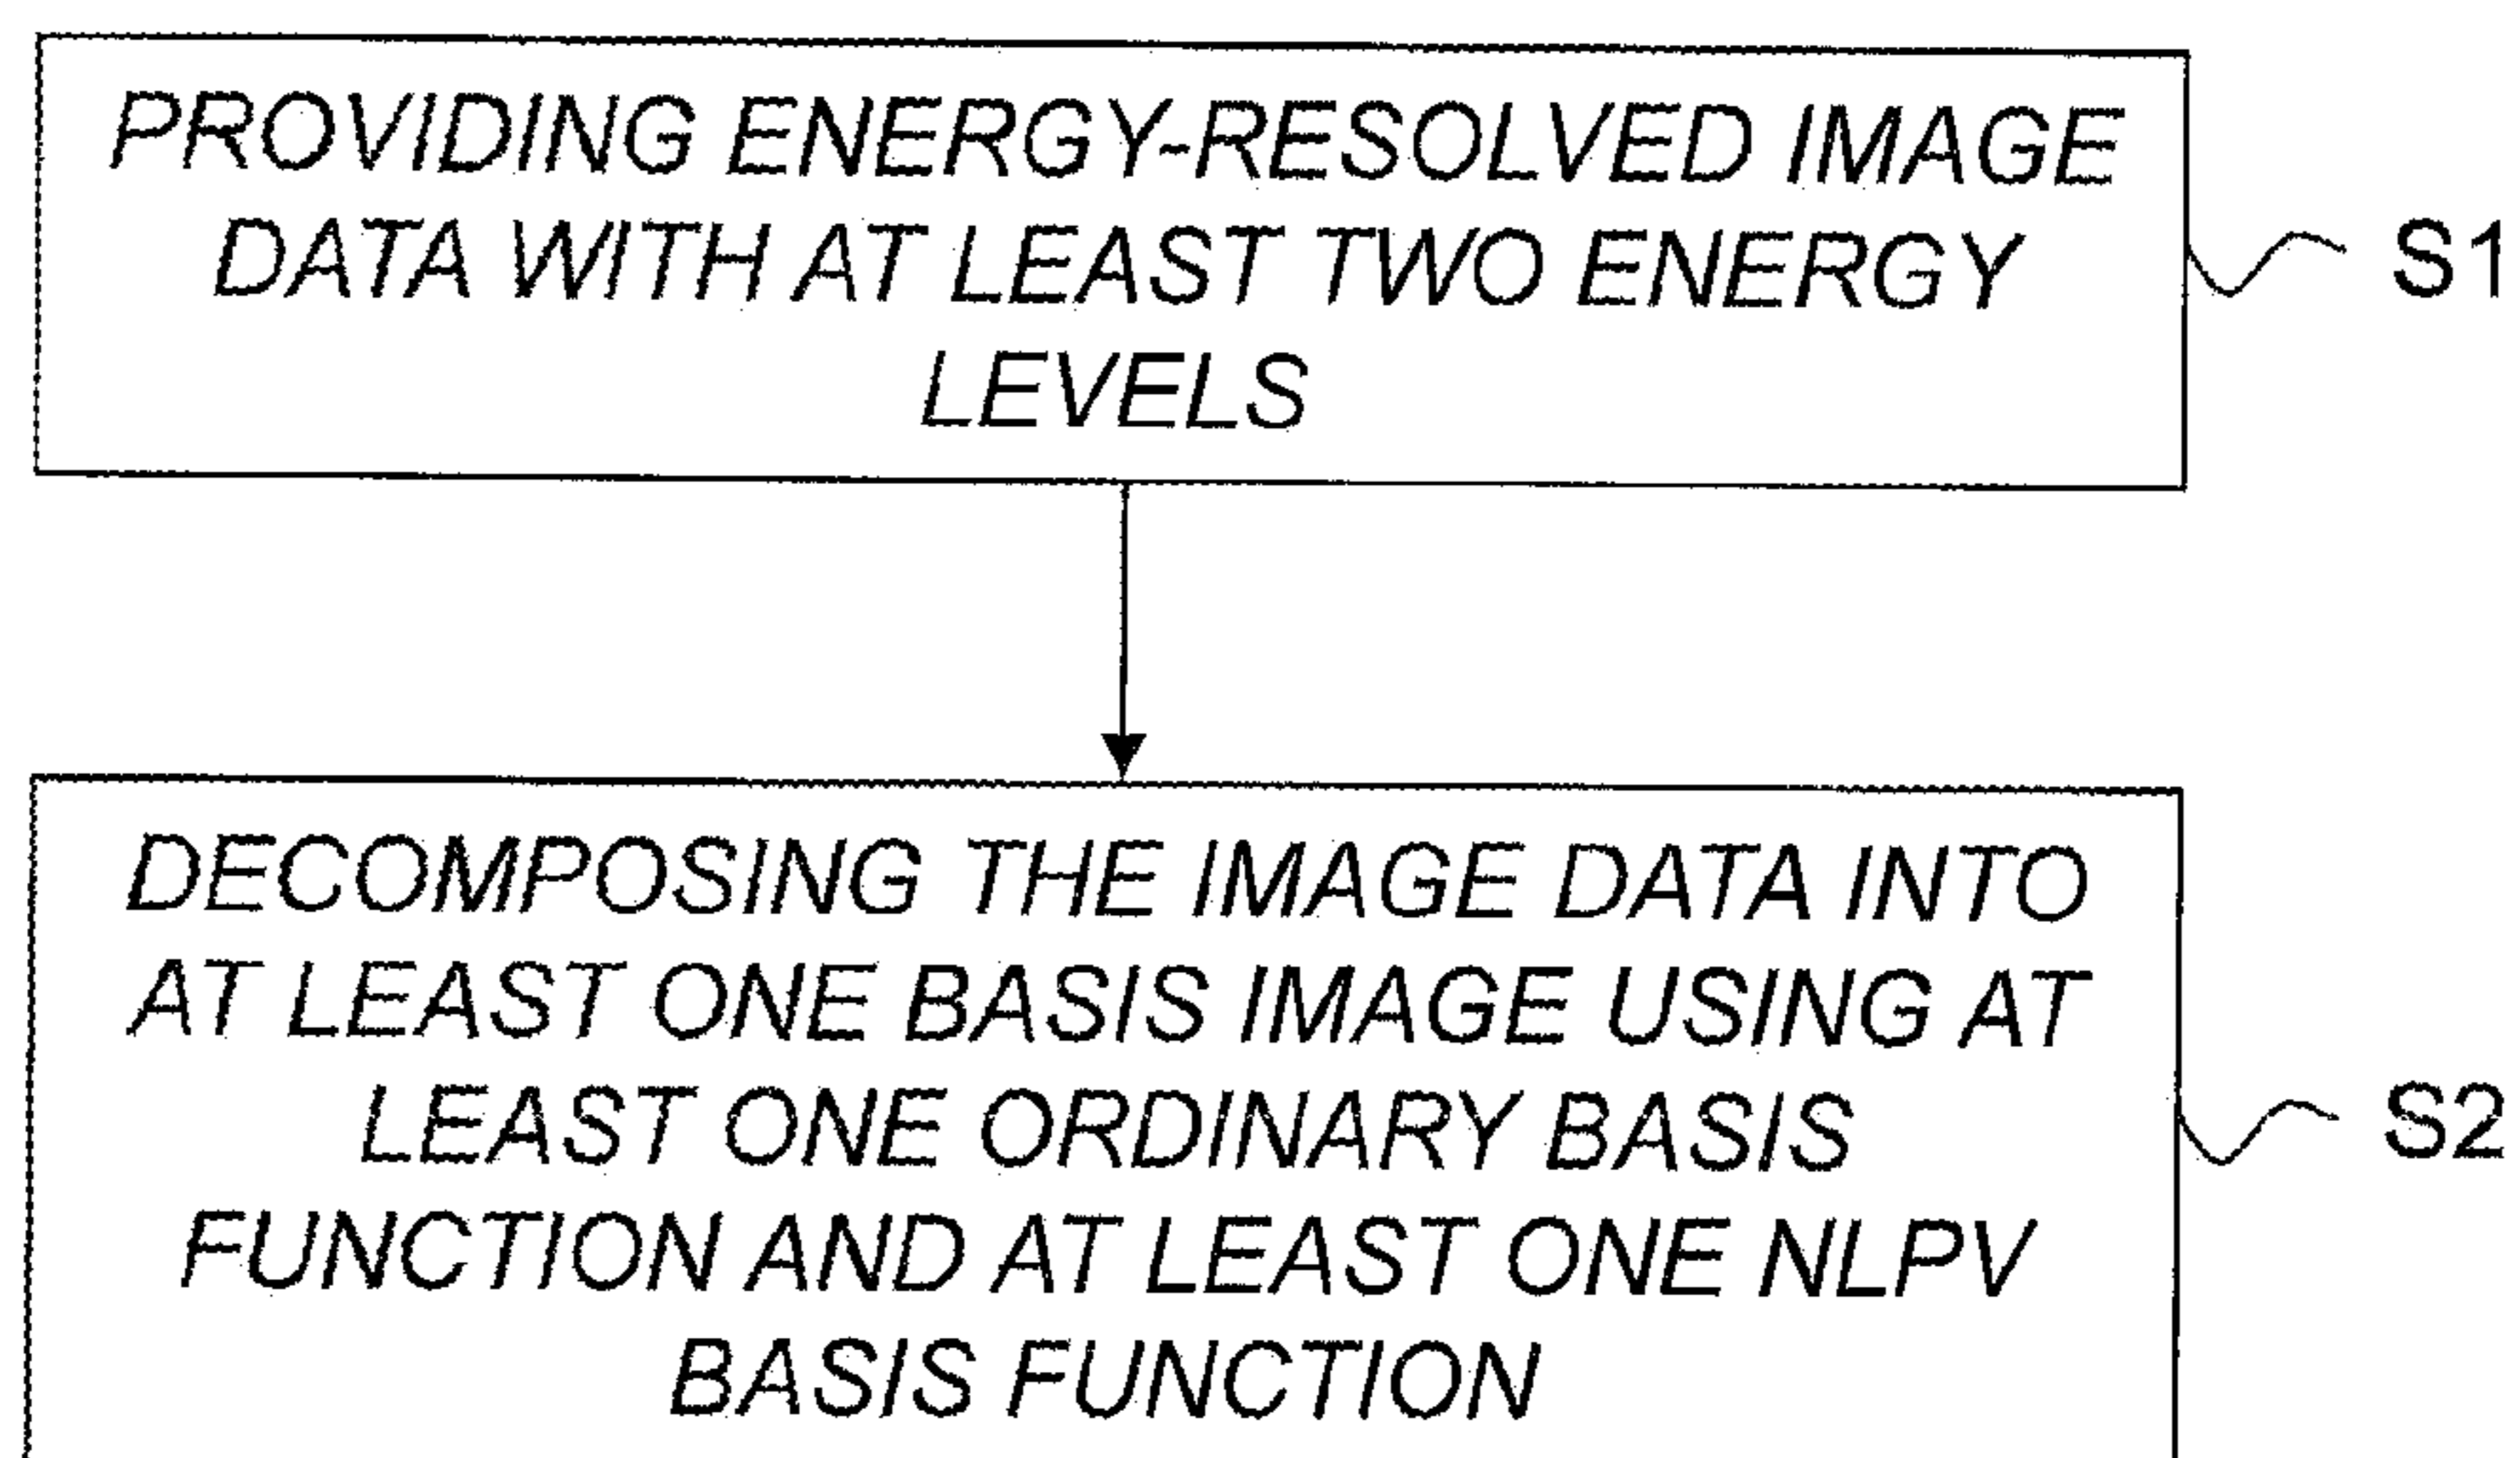 PROVIDING ENERGY-RESOLVED IMAGE
DATA WITH AT LEAST TWO ENERGY
LEVELS
S1
DECOMPOSING THE IMAGE DATA INTO
AT LEAST ONE BASIS IMAGE USING AT
LEAST ONE ORDINARY BASIS
FUNCTION AND AT LEAST ONE NLPV
BASIS FUNCTION
S2